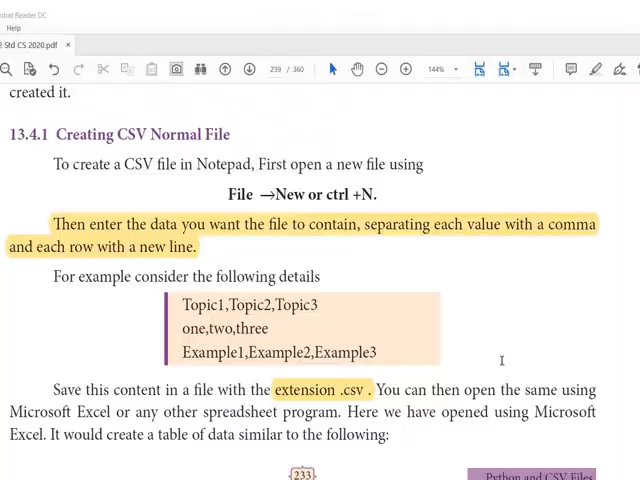 obat Reader DC
Help
2 Std CS 2020.pdf ×
239 / 360 144%
created it.
13.4.1 Creating CSV Normal File
To create a CSV file in Notepad, First open a new file using
File →New or ctrl +N.
Then enter the data you want the file to contain, separating each value with a comma
and each row with a new line.
For example consider the following details
Topic1,Topic2,Topic3
one,two,three
Example1,Example2,Example3
Save this content in a file with the extension .csv . You can then open the same using
Microsoft Excel or any other spreadsheet program. Here we have opened using Microsoft
Excel. It would create a table of data similar to the following:
233
Python and CSV Files